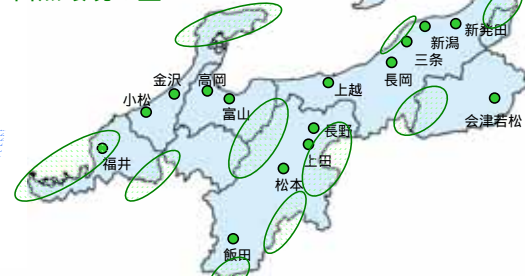 新発田
新潟
三条
長岡
上越
金沢
高岡
小松
富山
会津若松
長野
福井
上田
松本
飯田